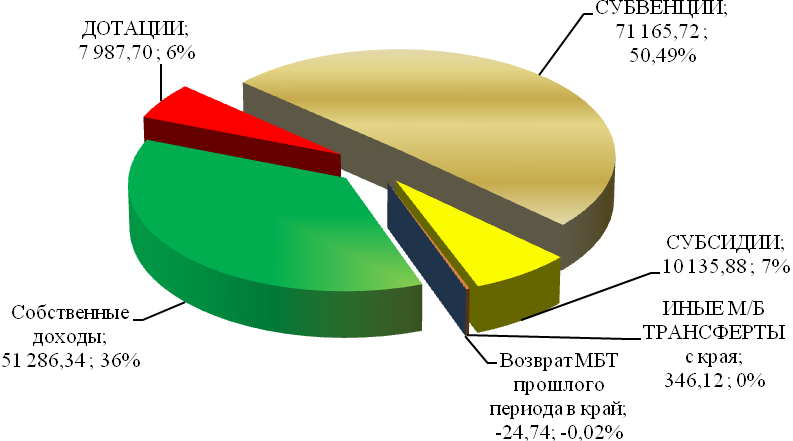 СУБВЕНЦИИ;
71 165,72 ;
50,49%
ДОТАЦИИ;
7 987,70 ; 6%
СУБСИДИИ;
10 135,88 ; 7%
ИНЫЕ М/Б
ТРАНСФЕРТЫ
с края;
346,12 ; 0%
Возврат МБТ
прошлого
периода в край;
-24,74; -0,02%
Собственные
доходы;
51 286,34 ; 36%